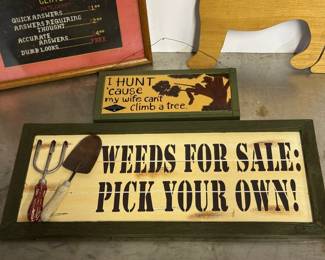 QUICK ANSWERS
ANSWERS REQUIRING
THOUGHT
ACCURATE
ANSWERS
DUMB LOOKS
FREE
I HUNT
'cause
my wife can't
climb a tree.
WEEDS FOR SALE:
PICK YOUR OWN!